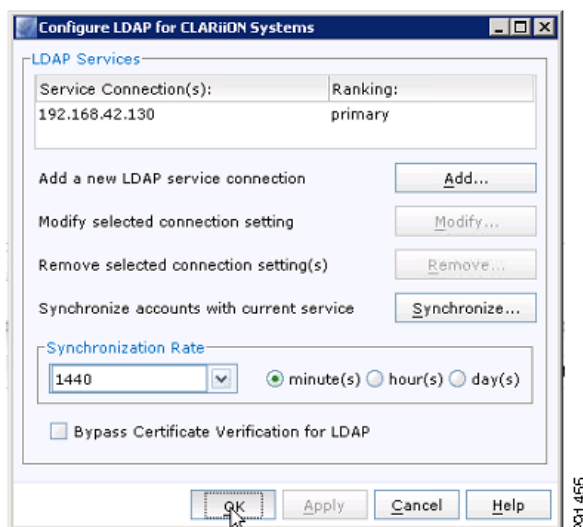 Configure LDAP for CLARiiON Systems
LDAP Services
Service Connection(s): Ranking:
192.168.42.130 primary
Add a new LDAP service connection Add...
Modify selected connection setting Modify...
Remove selected connection setting(s) Remove...
Synchronize accounts with current service Synchronize...
Synchronization Rate
1440 minute(s) hour(s) day(s)
Bypass Certificate Verification for LDAP
OK Apply Cancel Help